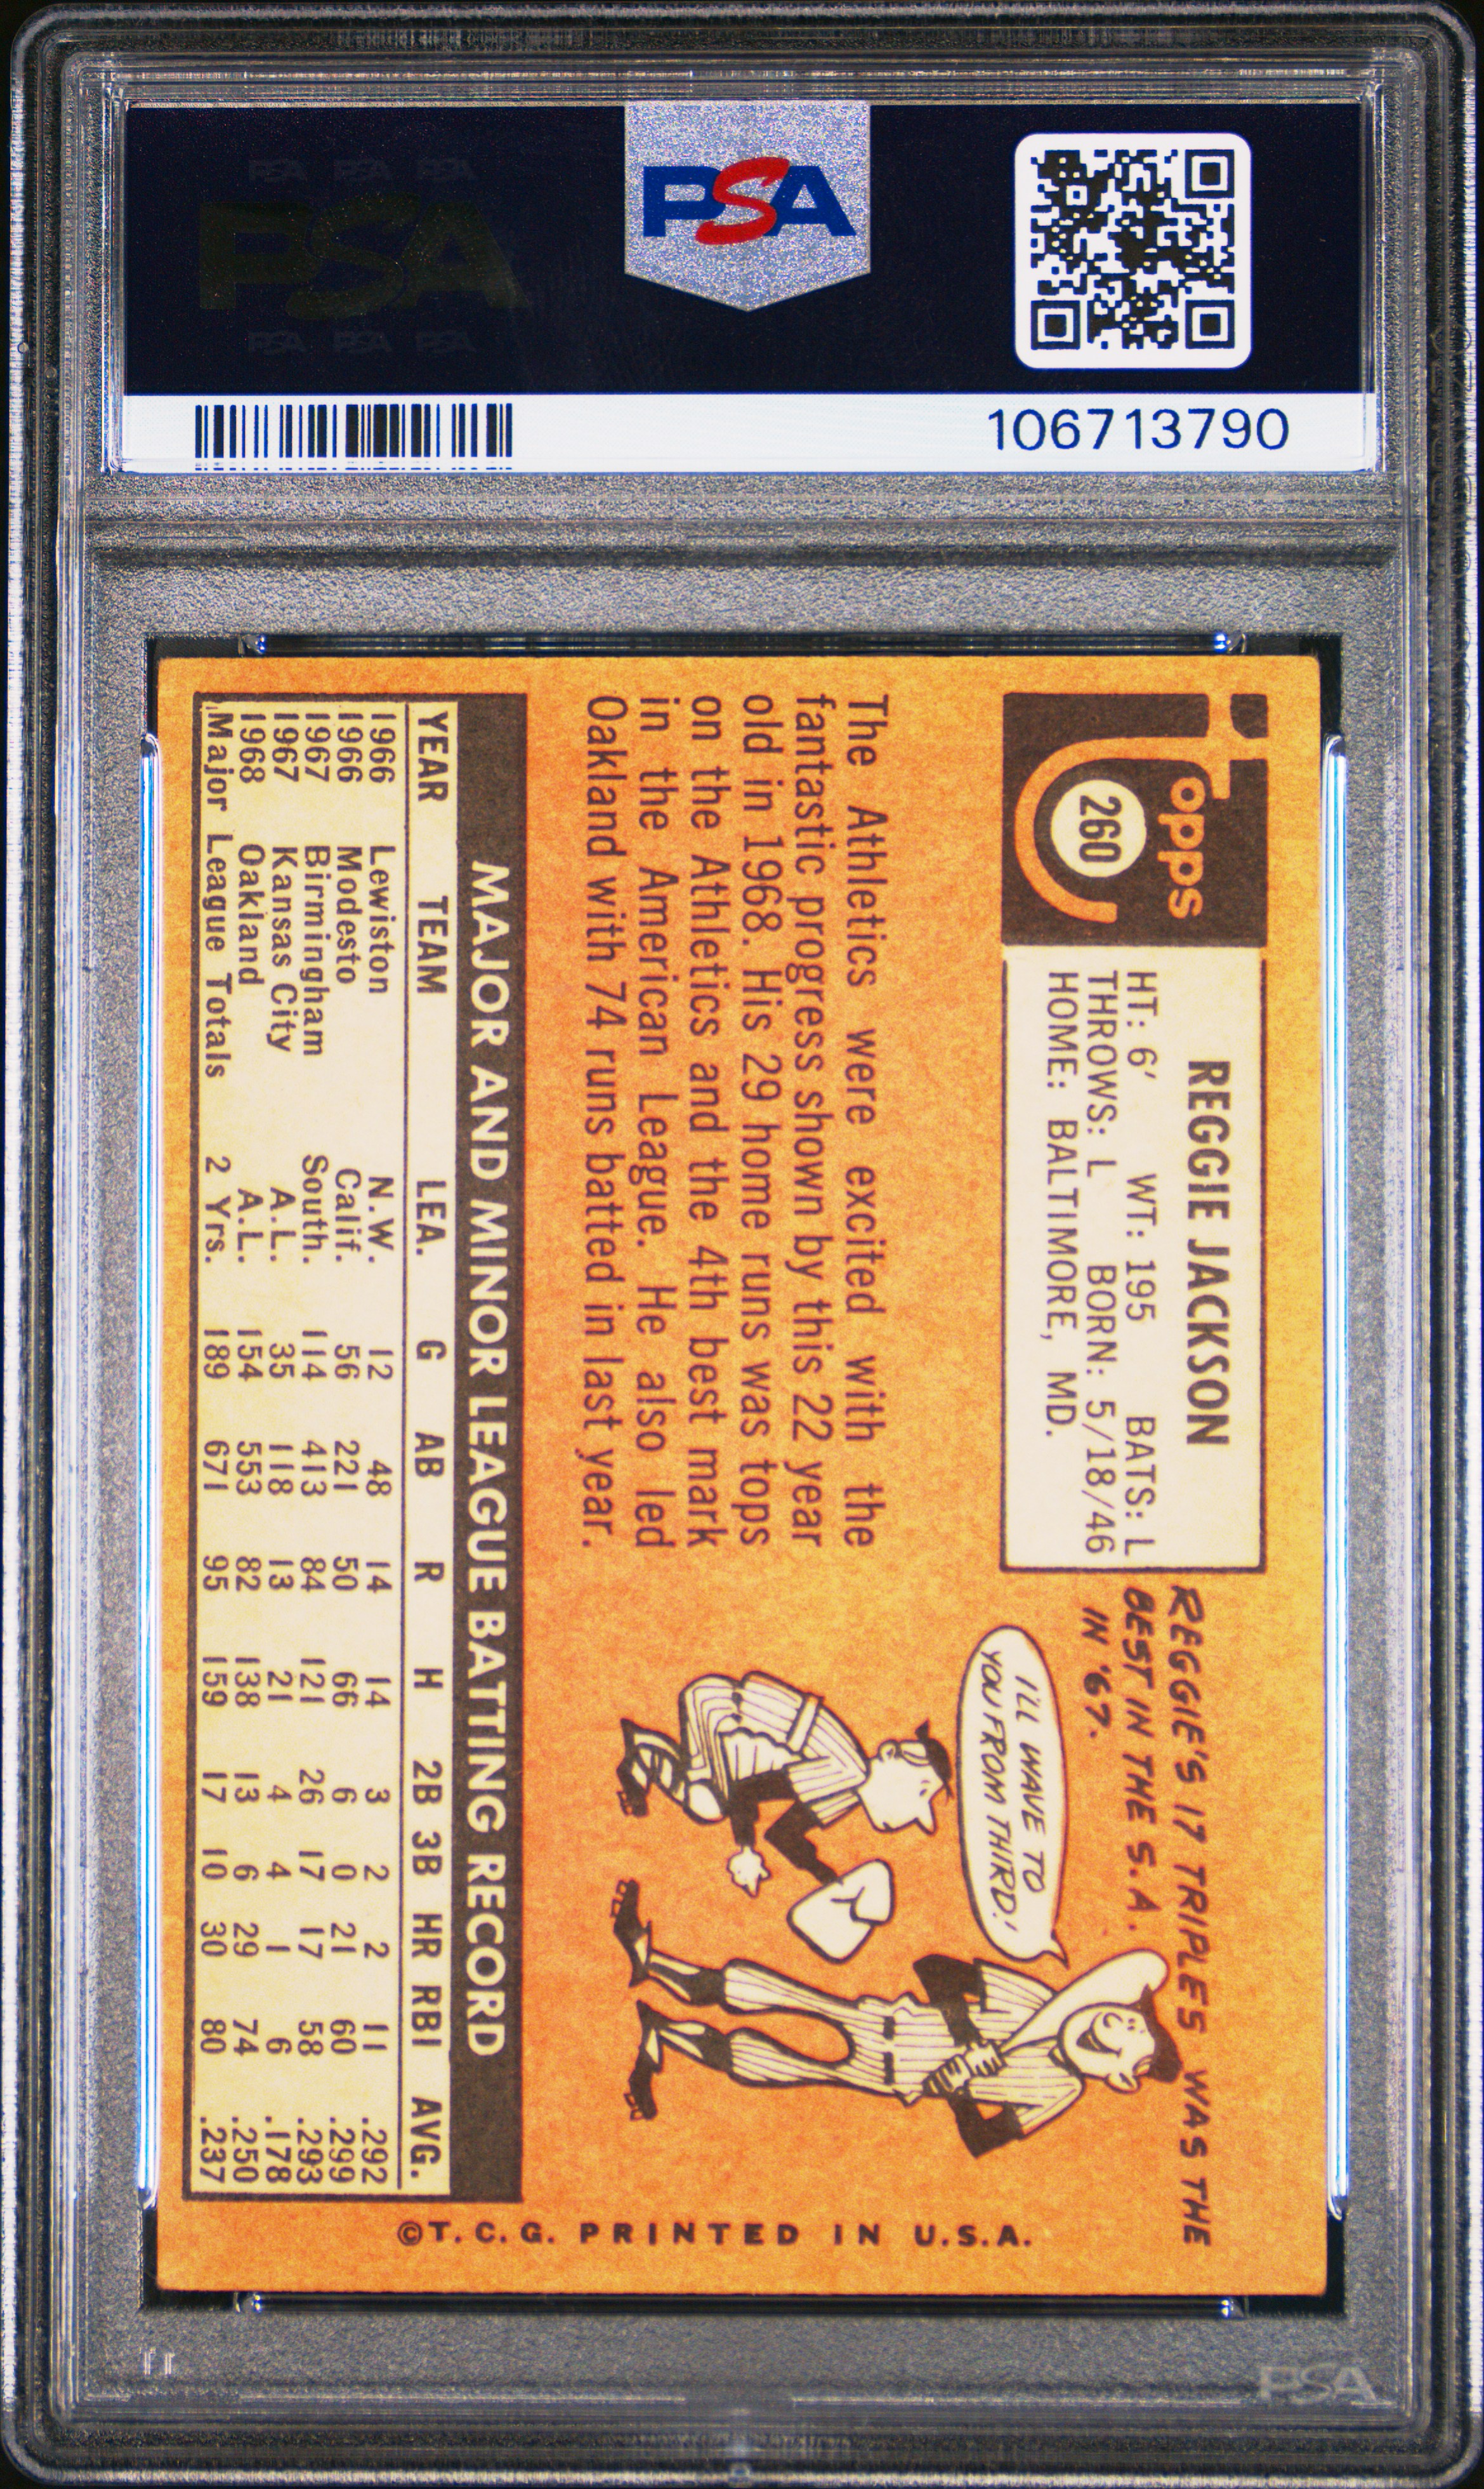 PSA PSA PSA
PSA
PSA PSA PSA
PSA
106713790
Topps
260
REGGIE JACKSON
HT: 6' WT: 195 BATS: L
THROWS: L BORN: 5/18/46
HOME: BALTIMORE, MD.
REGGIE'S 17 TRIPLES WAS THE
BEST IN THE S.A.
IN '67.
I'LL WAVE TO
YOU FROM THIRD!
The Athletics were excited with the
fantastic progress shown by this 22 year
old in 1968. His 29 home runs was tops
on the Athletics and the 4th best mark
in the American League. He also led
Oakland with 74 runs batted in last year.
MAJOR AND MINOR LEAGUE BATTING RECORD
YEAR TEAM LEA. G AB R H 2B 3B HR RBI AVG.
1966 Lewiston N.W. 12 48 14 14 3 2 2 11 .292
1966 Modesto Calif. 56 221 50 66 6 0 21 60 .299
1967 Birmingham South. 114 413 84 121 26 17 17 58 .293
1967 Kansas City A.L. 35 118 13 21 4 4 1 6 .178
1968 Oakland A.L. 154 553 82 138 13 6 29 74 .250
Major League Totals 2 Yrs. 189 671 95 159 17 10 30 80 .237
©T.C.G. PRINTED IN U.S.A.
PSA